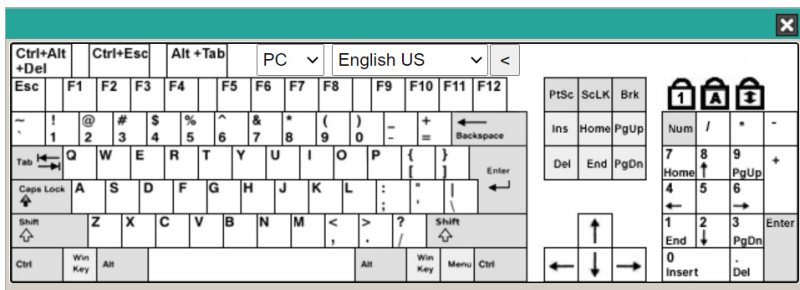 Ctrl+Alt +Del Ctrl+Esc Alt +Tab PC English US <
Esc F1 F2 F3 F4 F5 F6 F7 F8 F9 F10 F11 F12
PtSc ScLK Brk 1 A
~ ` ! 1 @ 2 # 3 $ 4 % 5 ^ 6 & 7 * 8 ( 9 ) 0 _ - + = Backspace
Ins Home PgUp Num / * -
Tab Q W E R T Y U I O P { [ } ] Enter
Del End PgDn 7 Home 8 9 PgUp +
Caps Lock A S D F G H J K L : ; " ' | \
4 5 6
Shift Z X C V B N M < , > . ? / Shift
1 End 2 3 PgDn Enter
Ctrl Win Key Alt Alt Win Key Menu Ctrl
0 Insert . Del